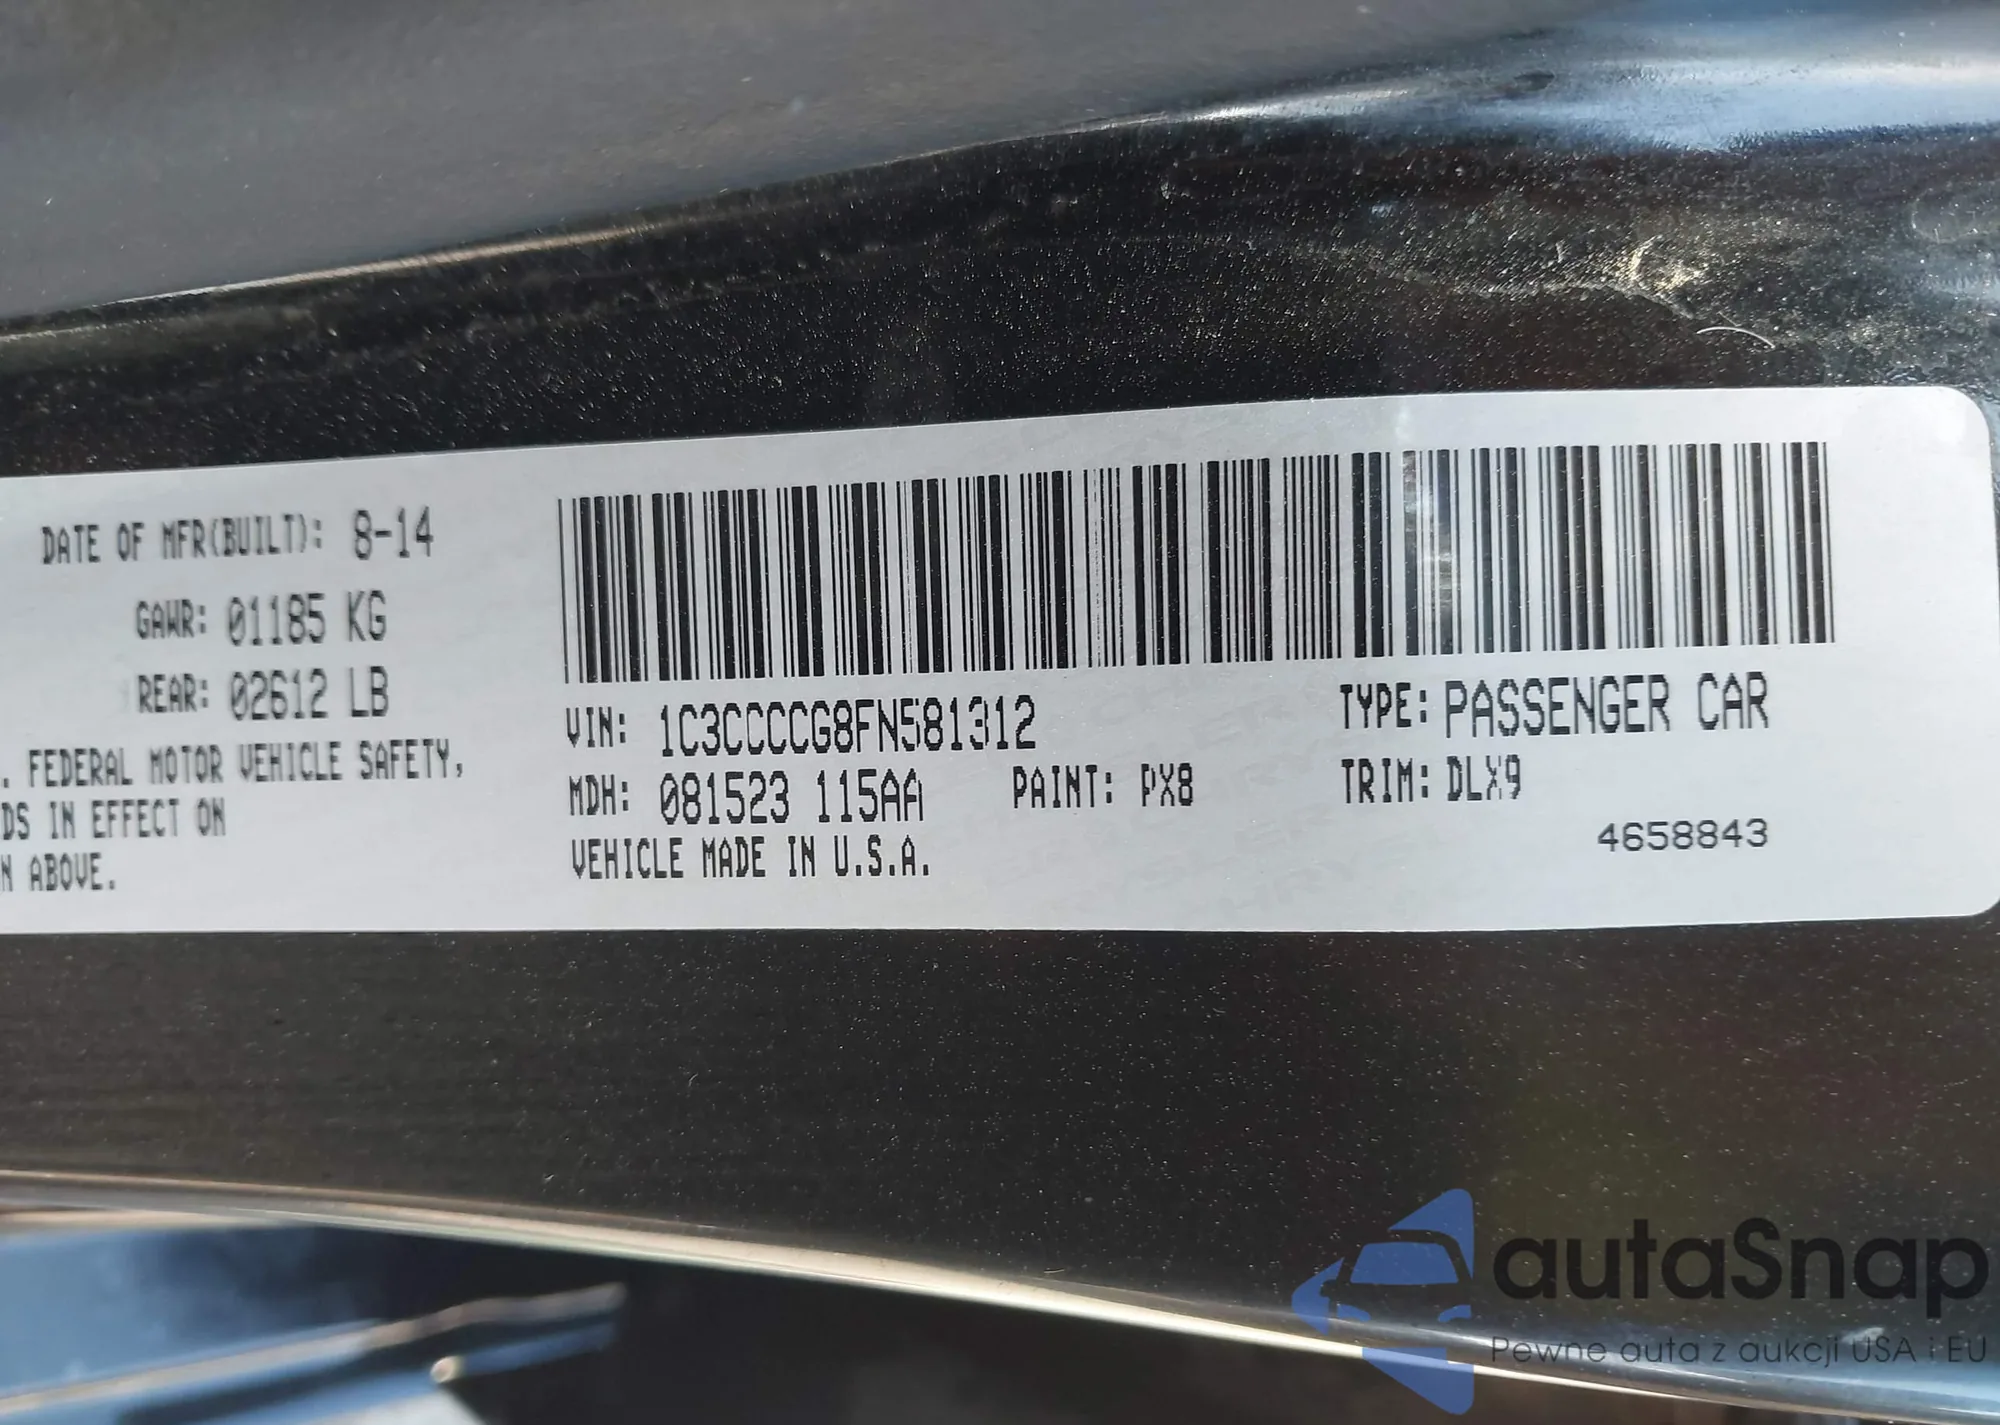 DATE OF MFR(BUILT): 8-14
GAWR: 01185 KG
REAR: 02612 LB
. FEDERAL MOTOR VEHICLE SAFETY,
DS IN EFFECT ON
N ABOVE.
VIN: 1C3CCCCG8FN581312
TYPE: PASSENGER CAR
MDH: 081523 115AA PAINT: PX8 TRIM: DLX9
VEHICLE MADE IN U.S.A.
4658843
autaSnap
Pewne auta z aukcji USA i EU